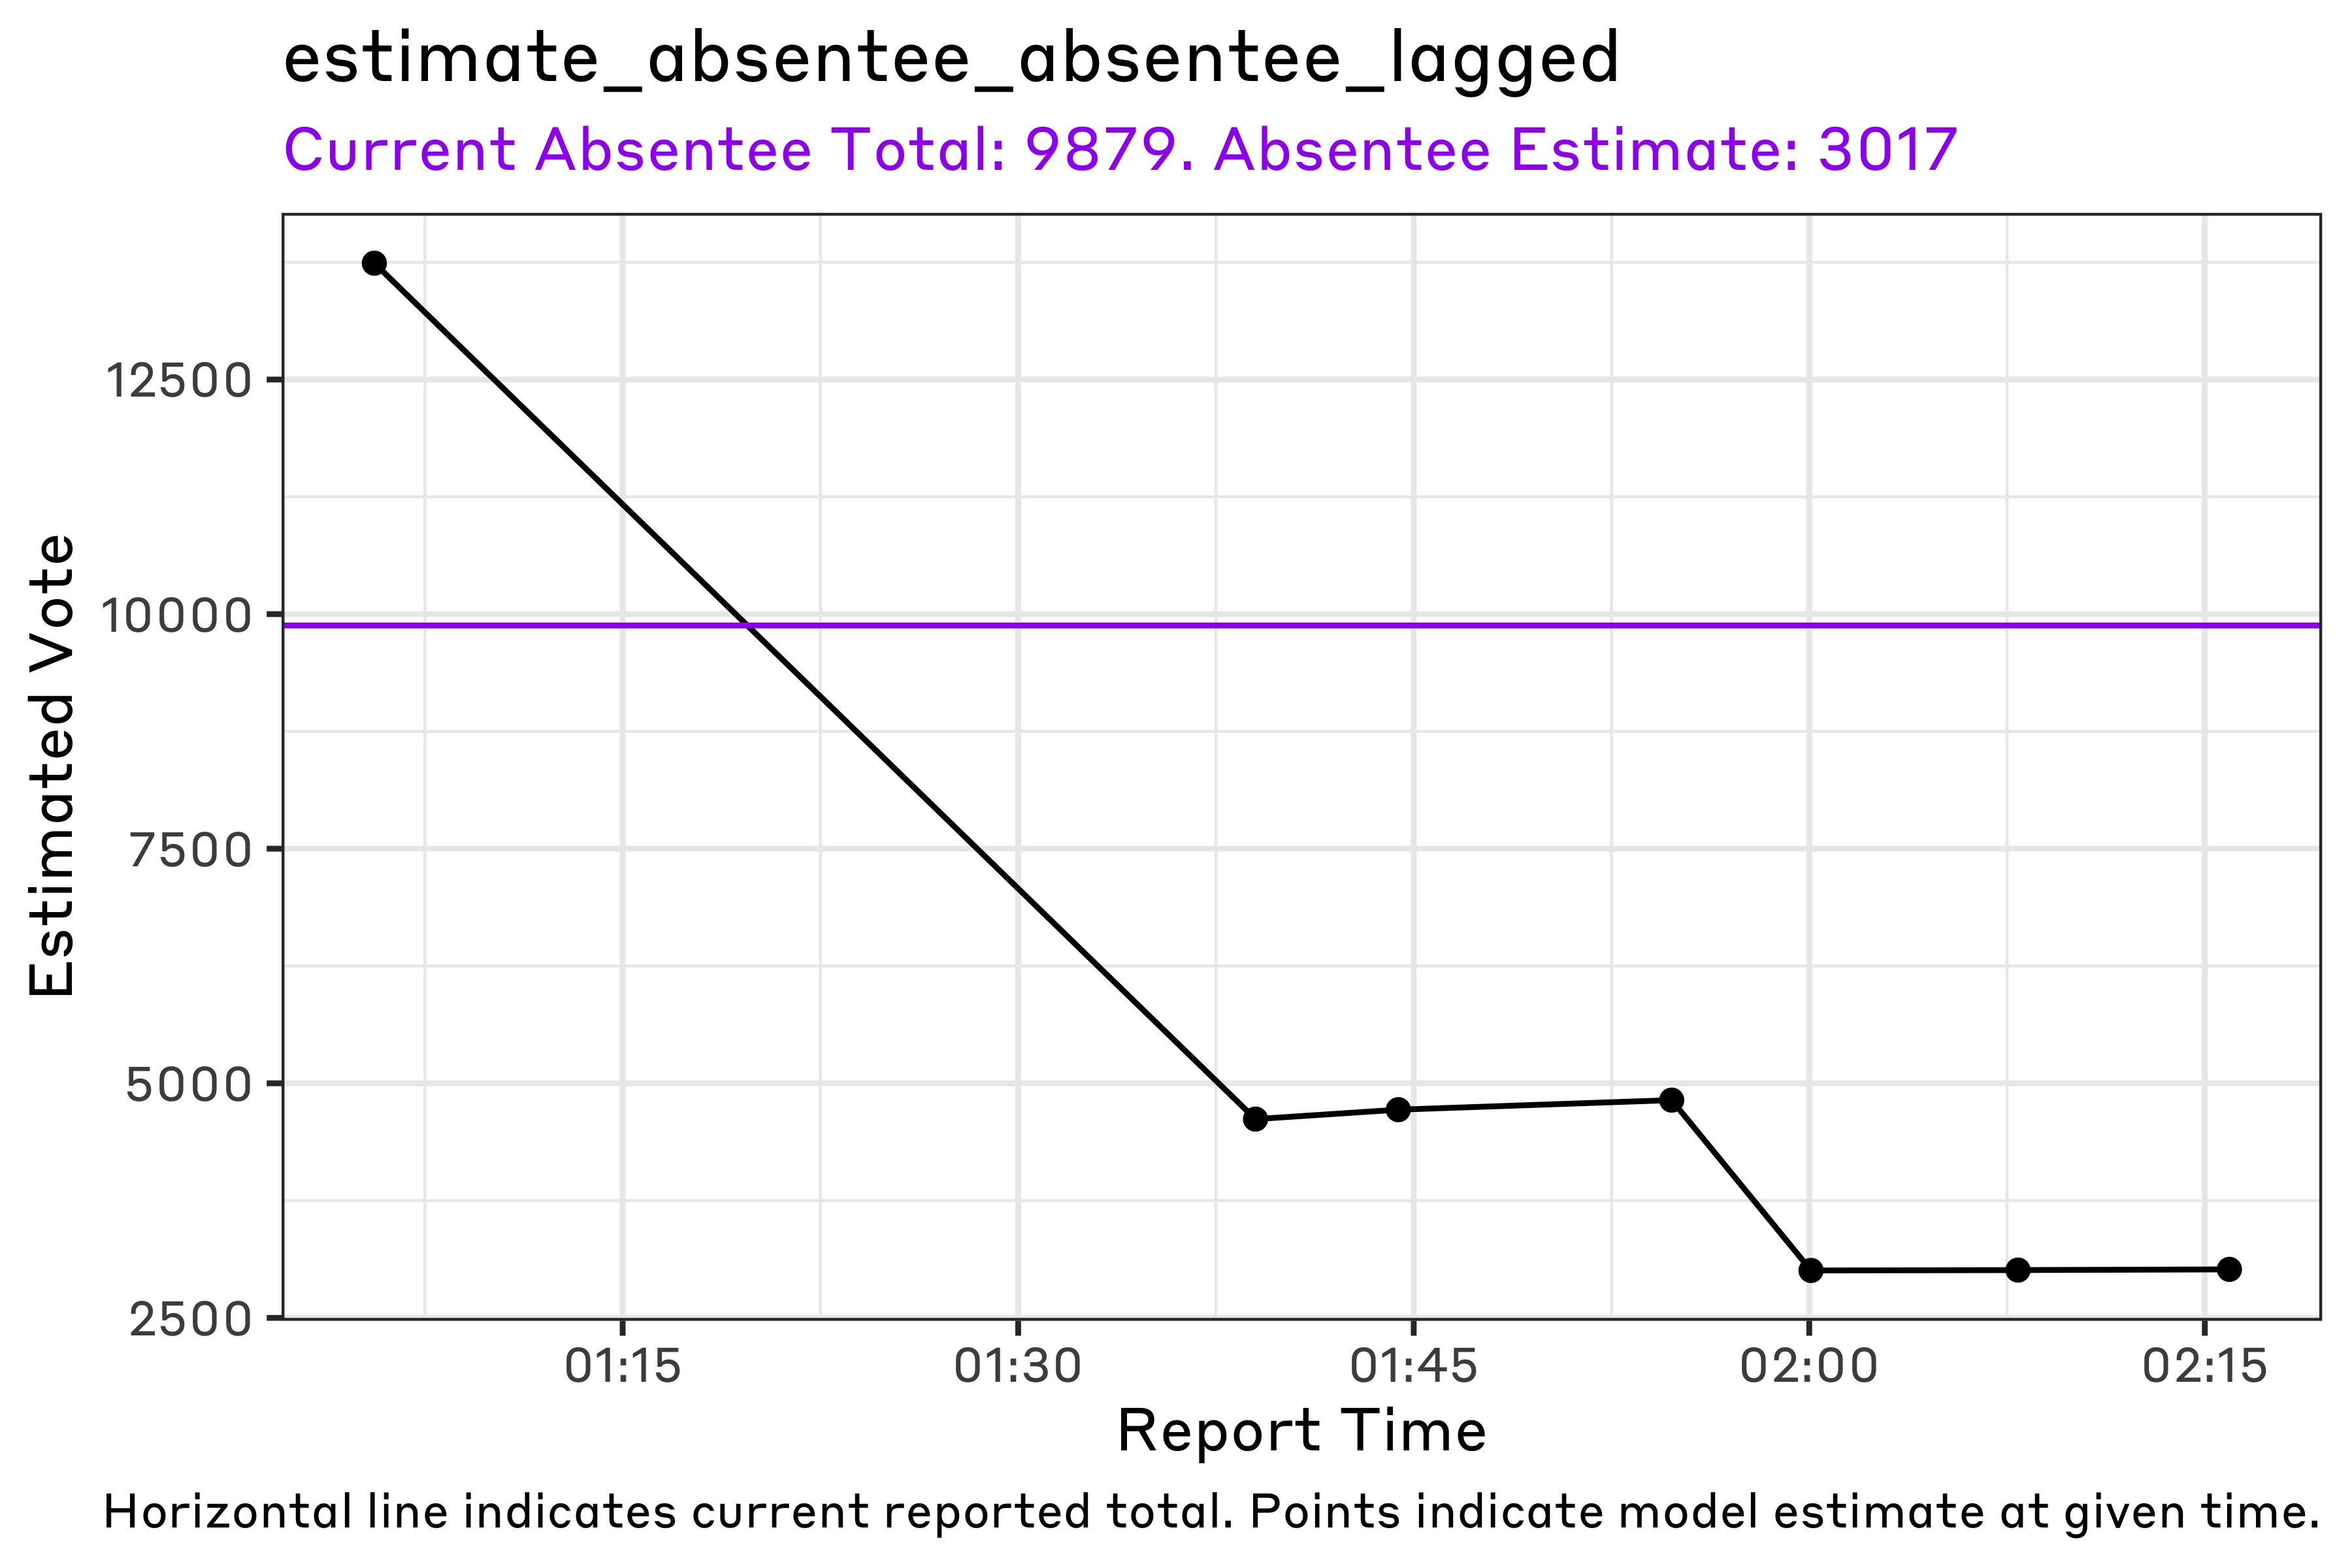 estimate_absentee_absentee_lagged
Current Absentee Total: 9879. Absentee Estimate: 3017
Estimated Vote
12500
10000
7500
5000
2500
01:15 01:30 01:45 02:00 02:15
Report Time
Horizontal line indicates current reported total. Points indicate model estimate at given time.